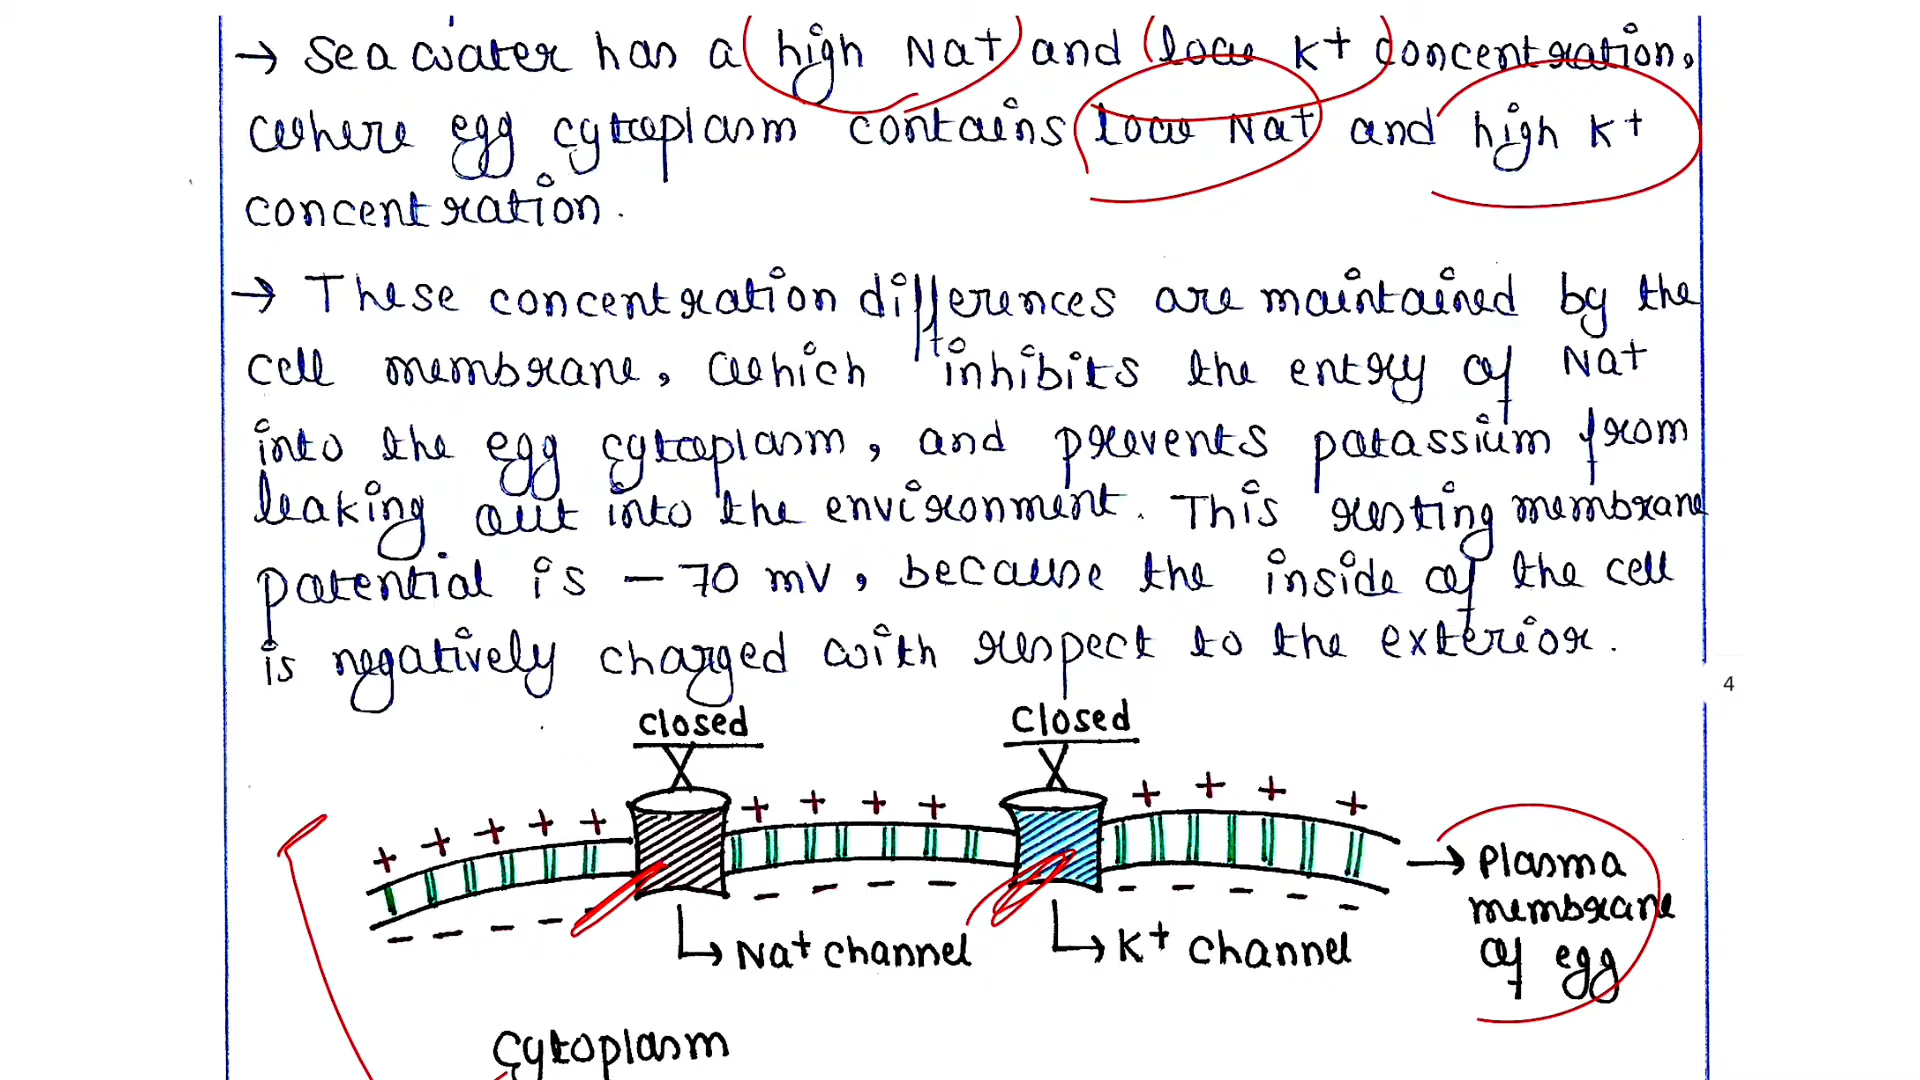 → Sea water has a high Na+ and low K+ concentration,
where egg cytoplasm contains low Na+ and high K+
concentration.
→ These concentration differences are maintained by the
cell membrane, which to inhibits the entry of Na+
into the egg cytoplasm, and prevents potassium from
leaking out into the environment. This resting membrane
potential is -70 mV, because the inside of the cell
is negatively charged with respect to the exterior.
4
closed
closed
+ + + + + + + + + + + + +
→ Plasma
membrane
of egg
Na+ channel
K+ channel
Cytoplasm